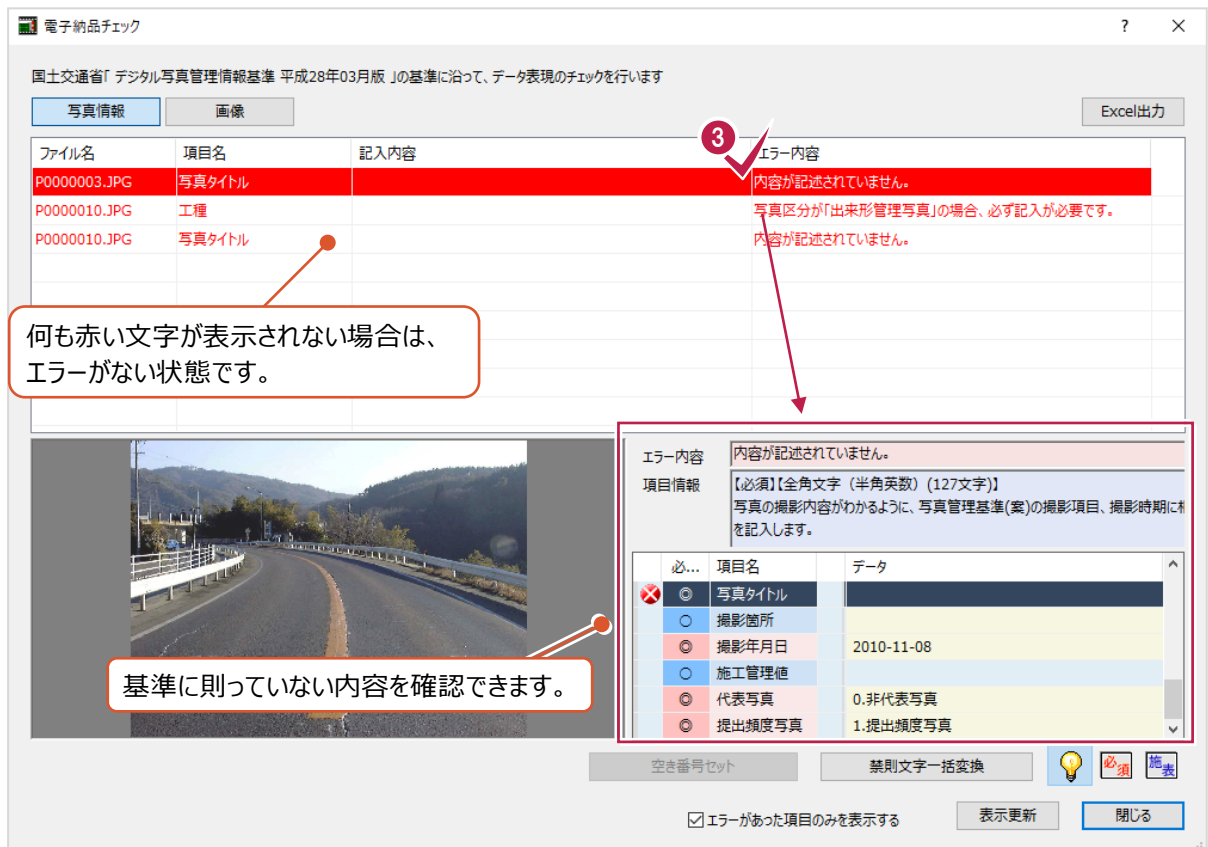 電子納品チェック
?
×
国土交通省「 デジタル写真管理情報基準 平成28年03月版 」の基準に沿って、データ表現のチェックを行います
写真情報 画像 Excel出力
3
ファイル名 項目名 記入内容 エラー内容
P0000003.JPG 写真タイトル 内容が記述されていません。
P0000010.JPG 工種 写真区分が「出来形管理写真」の場合、必ず記入が必要です。
P0000010.JPG 写真タイトル 内容が記述されていません。
何も赤い文字が表示されない場合は、
エラーがない状態です。
エラー内容 内容が記述されていません。
項目情報 【必須】【全角文字（半角英数）(127文字)】
写真の撮影内容がわかるように、写真管理基準(案)の撮影項目、撮影時期に
を記入します。
必... 項目名 データ
◎ 写真タイトル
○ 撮影箇所
◎ 撮影年月日 2010-11-08
○ 施工管理値
◎ 代表写真 0.非代表写真
◎ 提出頻度写真 1.提出頻度写真
基準に則っていない内容を確認できます。
空き番号セット 禁則文字一括変換 必須 施表
エラーがあった項目のみを表示する 表示更新 閉じる